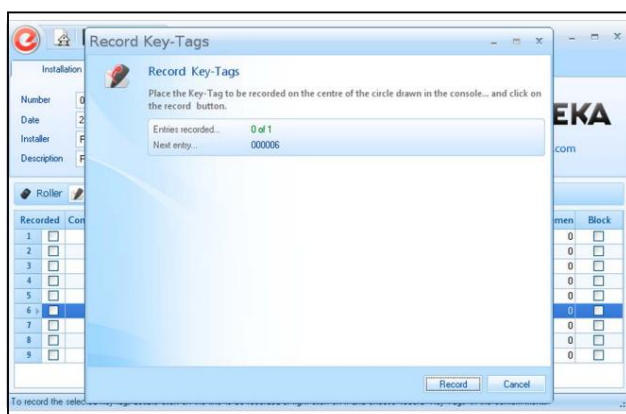 Record Key-Tags
Installation
Record Key-Tags
Place the Key-Tag to be recorded on the centre of the circle drawn in the console... and click on
the record button.
Number 0
Date 2
Installer F
Description F
EKA
.com
Entries recorded... 0 of 1
Next entry... 000006
Roller
Recorded Con
men Block
1 0
2 0
3 0
4 0
5 0
6 0
7 0
8 0
9 0
Record Cancel
To record the selec